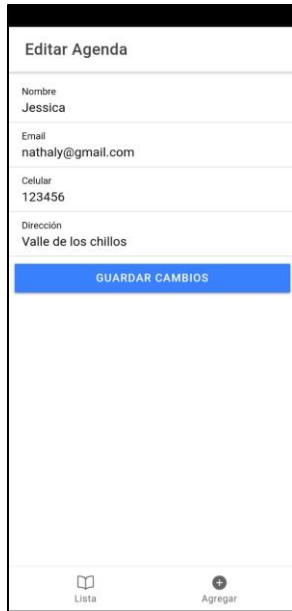 Editar Agenda
Nombre
Jessica
Email
nathaly@gmail.com
Celular
123456
Dirección
Valle de los chillos
GUARDAR CAMBIOS
Lista Agregar